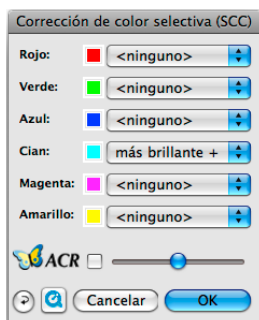 Corrección de color selectiva (SCC)
Rojo: <ninguno>
Verde: <ninguno>
Azul: <ninguno>
Cian: más brillante +
Magenta: <ninguno>
Amarillo: <ninguno>
ACR
Cancelar OK